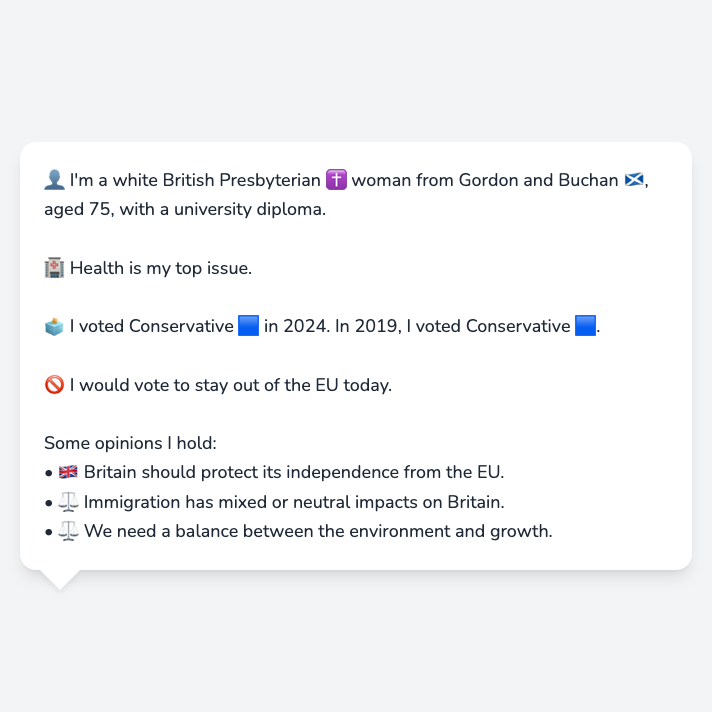 👤 I'm a white British Presbyterian ✝️ woman from Gordon and Buchan 🏴󠁧󠁢󠁳󠁣󠁴󠁿,
aged 75, with a university diploma.
🏥 Health is my top issue.
🗳️ I voted Conservative 🟦 in 2024. In 2019, I voted Conservative 🟦.
🚫 I would vote to stay out of the EU today.
Some opinions I hold:
• 🇬🇧 Britain should protect its independence from the EU.
• ⚖️ Immigration has mixed or neutral impacts on Britain.
• ⚖️ We need a balance between the environment and growth.